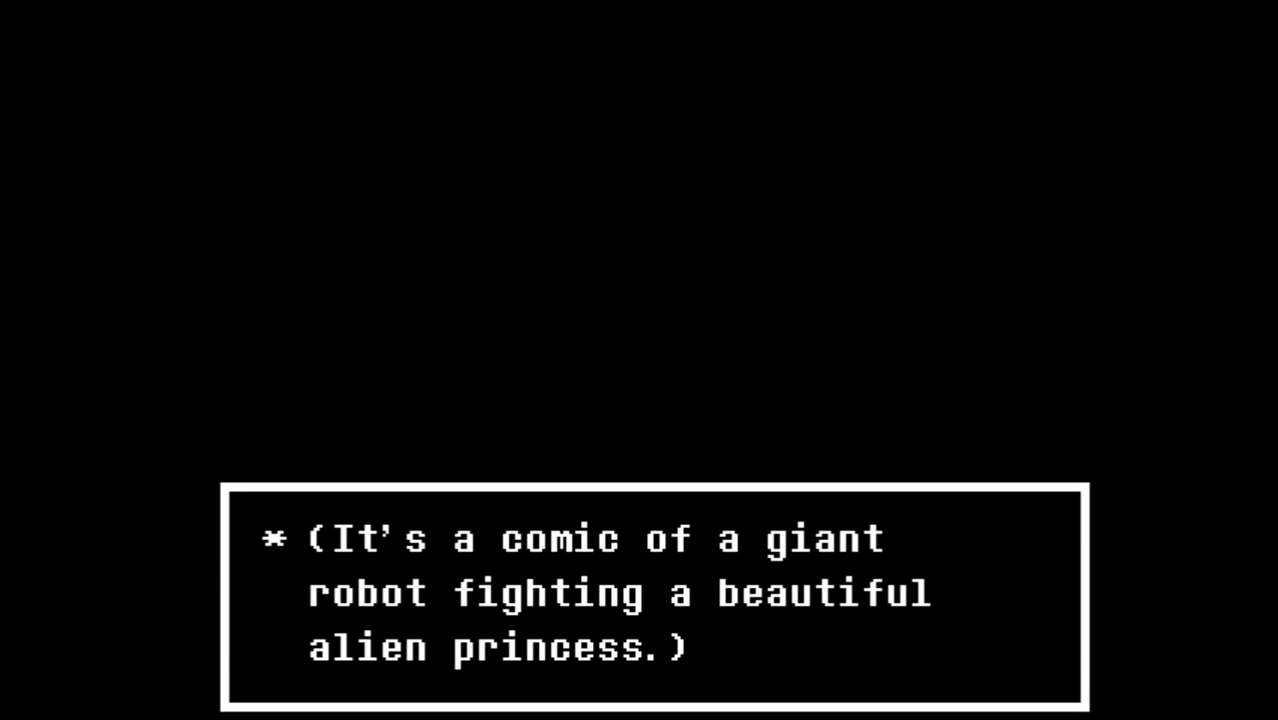 * (It's a comic of a giant
robot fighting a beautiful
alien princess.)